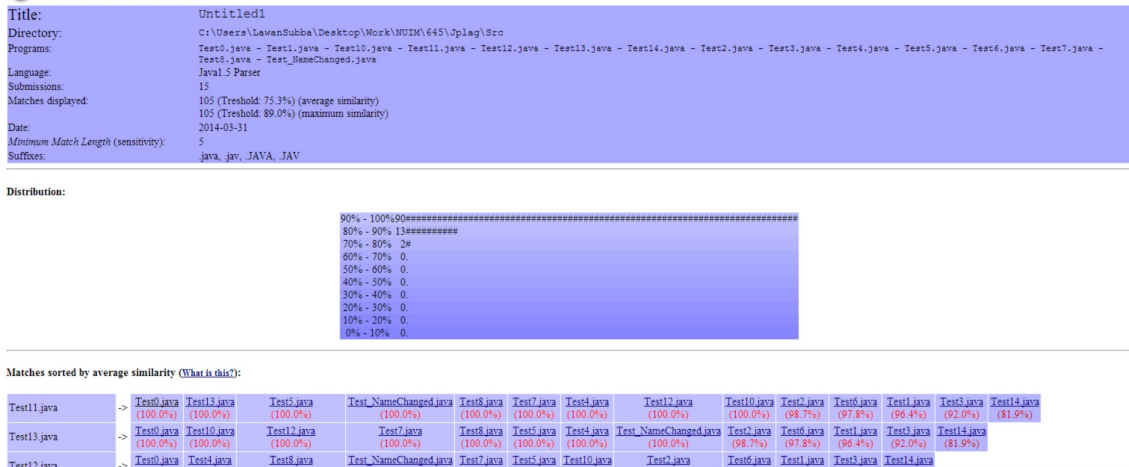 Title: Untitled1
Directory: C:\Users\LawanSubba\Desktop\Work\NUIM\645\Jplag\Src
Programs: Test0.java - Test1.java - Test10.java - Test11.java - Test12.java - Test13.java - Test14.java - Test2.java - Test3.java - Test4.java - Test5.java - Test6.java - Test7.java -
Test8.java - Test_NameChanged.java
Language: Java1.5 Parser
Submissions: 15
Matches displayed: 105 (Treshold: 75.3%) (average similarity)
105 (Treshold: 89.0%) (maximum similarity)
Date: 2014-03-31
Minimum Match Length (sensitivity): 5
Suffixes: .java, .jav, .JAVA, .JAV
Distribution:
90% - 100% 90##########################################################################
80% - 90% 13##########
70% - 80% 2#
60% - 70% 0.
50% - 60% 0.
40% - 50% 0.
30% - 40% 0.
20% - 30% 0.
10% - 20% 0.
0% - 10% 0.
Matches sorted by average similarity (What is this?):
Test11.java -> Test0.java Test13.java Test5.java Test_NameChanged.java Test8.java Test7.java Test4.java Test12.java Test10.java Test2.java Test6.java Test1.java Test3.java Test14.java
(100.0%) (100.0%) (100.0%) (100.0%) (100.0%) (100.0%) (100.0%) (100.0%) (100.0%) (98.7%) (97.8%) (96.4%) (92.0%) (81.9%)
Test13.java -> Test0.java Test10.java Test12.java Test7.java Test8.java Test5.java Test4.java Test_NameChanged.java Test2.java Test6.java Test1.java Test3.java Test14.java
(100.0%) (100.0%) (100.0%) (100.0%) (100.0%) (100.0%) (100.0%) (100.0%) (98.7%) (97.8%) (96.4%) (92.0%) (81.9%)
Test12.java -> Test0.java Test4.java Test8.java Test_NameChanged.java Test7.java Test5.java Test10.java Test2.java Test6.java Test1.java Test3.java Test14.java